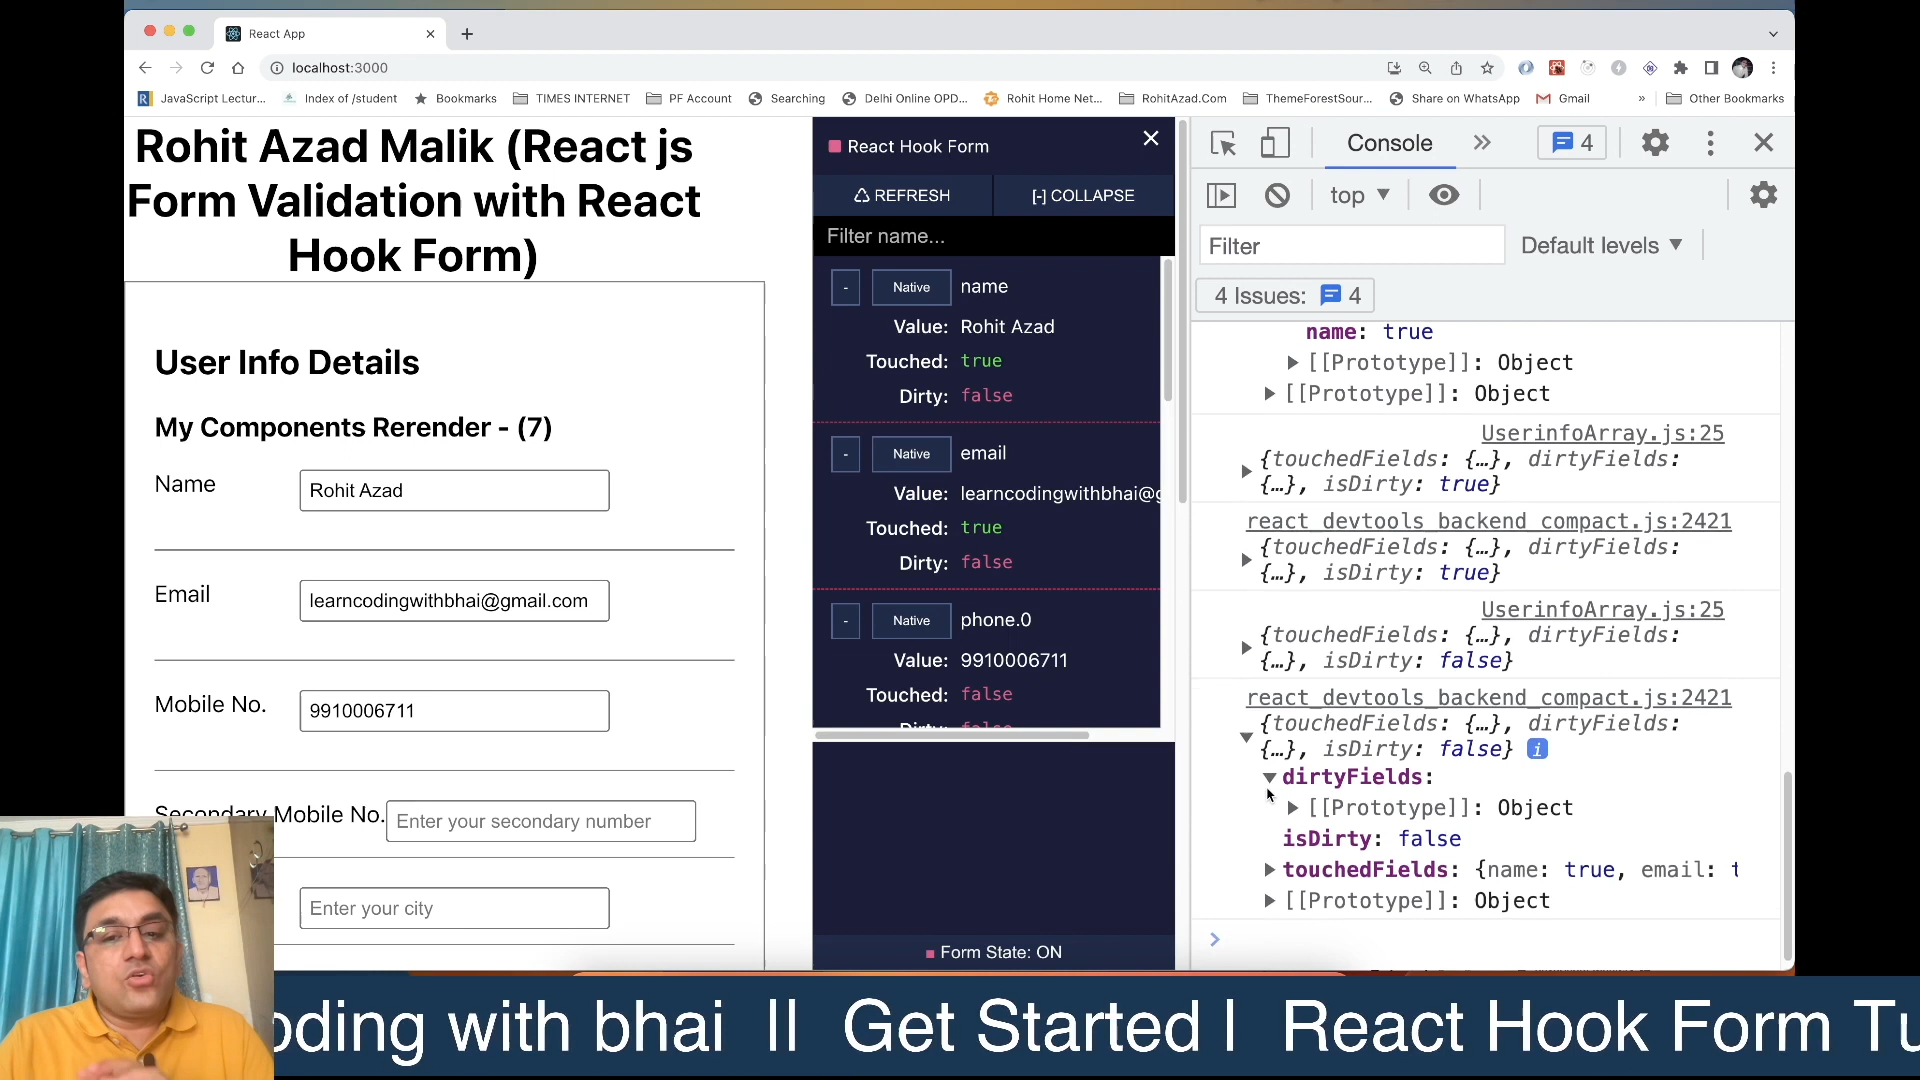 React App
localhost:3000
JavaScript Lectur...
Index of /student
Bookmarks
TIMES INTERNET
PF Account
Searching
Delhi Online OPD...
Rohit Home Net...
RohitAzad.Com
ThemeForestSour...
Share on WhatsApp
Gmail
»
Other Bookmarks
Rohit Azad Malik (React js
Form Validation with React
Hook Form)
User Info Details
My Components Rerender - (7)
Name
Rohit Azad
Email
learncodingwithbhai@gmail.com
Mobile No.
9910006711
Secondary Mobile No.
Enter your secondary number
Enter your city
React Hook Form
REFRESH
[-] COLLAPSE
Filter name...
- Native name
Value: Rohit Azad
Touched: true
Dirty: false
- Native email
Value: learncodingwithbhai@g
Touched: true
Dirty: false
- Native phone.0
Value: 9910006711
Touched: false
Dirty: false
Form State: ON
Console
4
top
Filter
Default levels
4 Issues: 4
name: true
[[Prototype]]: Object
[[Prototype]]: Object
UserinfoArray.js:25
{touchedFields: {…}, dirtyFields:
{…}, isDirty: true}
react_devtools_backend_compact.js:2421
{touchedFields: {…}, dirtyFields:
{…}, isDirty: true}
UserinfoArray.js:25
{touchedFields: {…}, dirtyFields:
{…}, isDirty: false}
react_devtools_backend_compact.js:2421
{touchedFields: {…}, dirtyFields:
{…}, isDirty: false} i
dirtyFields:
[[Prototype]]: Object
isDirty: false
touchedFields: {name: true, email: t
[[Prototype]]: Object
oding with bhai || Get Started | React Hook Form Tu